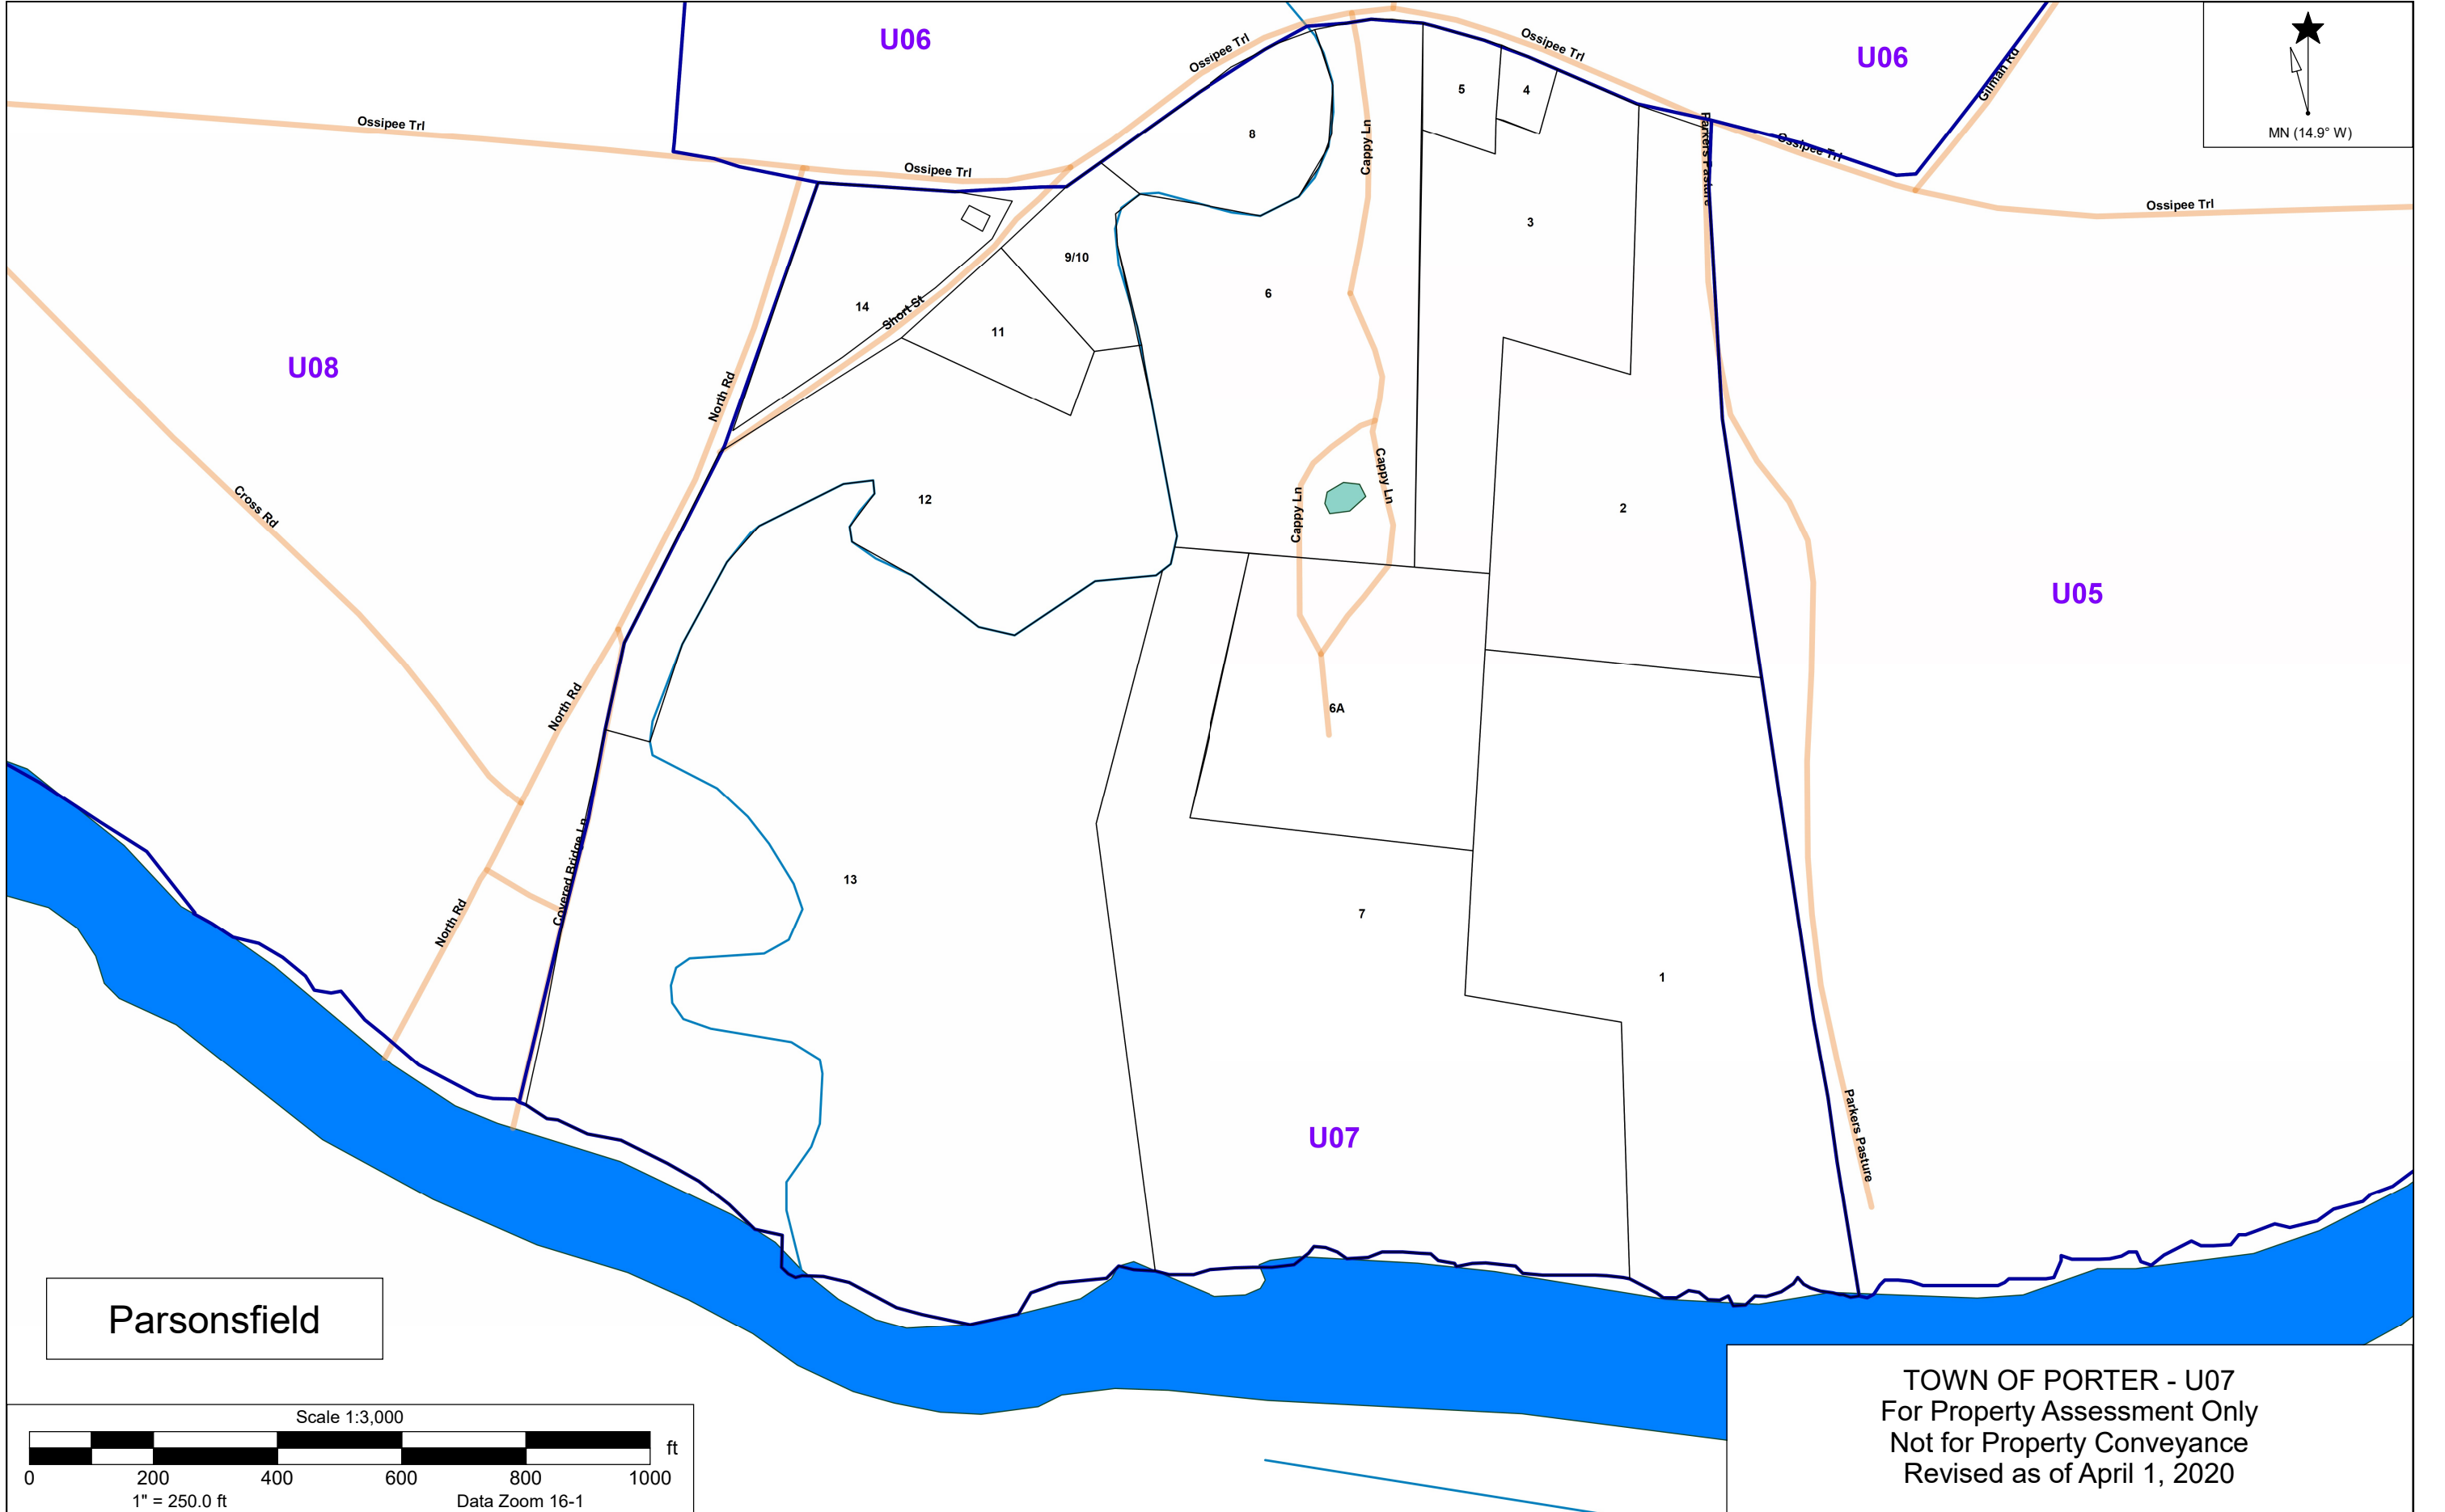 U06
Ossipee Trl
Ossipee Trl
U06
Gilman Rd
MN (14.9° W)
Ossipee Trl
Ossipee Trl
Ossipee Trl
Ossipee Trl
Parkers Pasture
Cappy Ln
5
4
8
3
9/10
6
14
Short St
11
U08
North Rd
Cross Rd
12
Cappy Ln
Cappy Ln
2
U05
North Rd
6A
Covered Bridge Ln
13
North Rd
7
1
U07
Parkers Pasture
Parsonsfield
Scale 1:3,000
ft
0 200 400 600 800 1000
1" = 250.0 ft Data Zoom 16-1
TOWN OF PORTER - U07
For Property Assessment Only
Not for Property Conveyance
Revised as of April 1, 2020